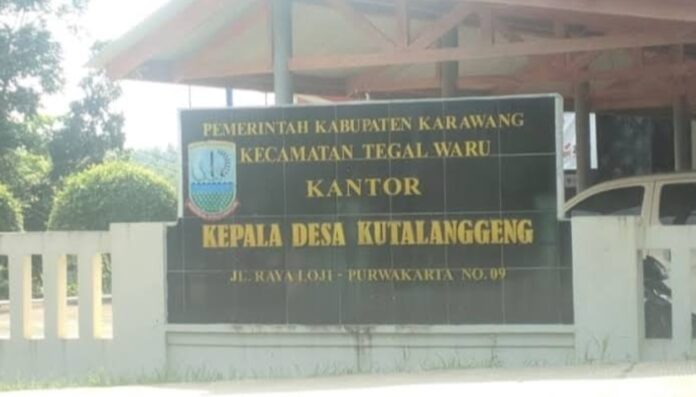 PEMERINTAH KABUPATEN KARAWANG
KECAMATAN TEGAL WARU
KANTOR
KEPALA DESA KUTALANGGENG
JL. RAYA LOJI - PURWAKARTA NO. 09